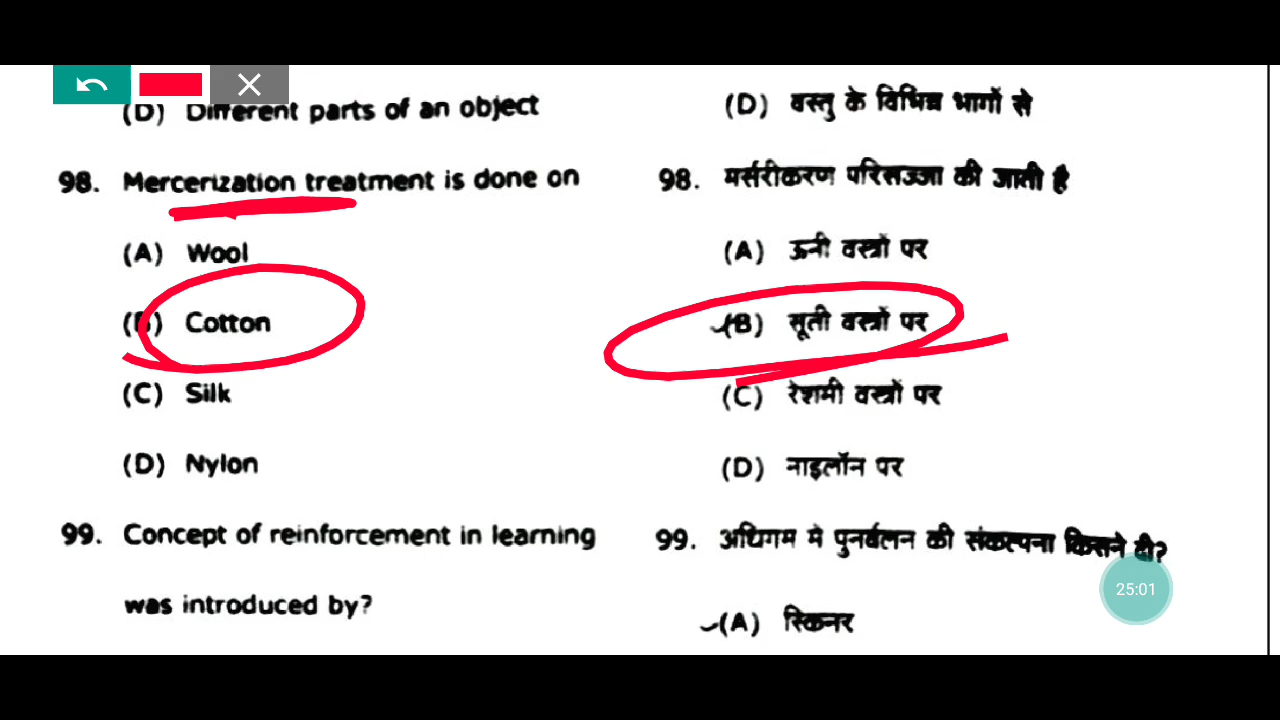 (D) Different parts of an object
98. Mercerization treatment is done on
(A) Wool
(B) Cotton
(C) Silk
(D) Nylon
99. Concept of reinforcement in learning
was introduced by?
(D) वस्तु के विभिन्न भागों से
98. मर्सरीकरण परिसज्जा की जाती है
(A) ऊनी वस्त्रों पर
(B) सूती वस्त्रों पर
(C) रेशमी वस्त्रों पर
(D) नाइलॉन पर
99. अधिगम मे पुनर्वलन की संकल्पना किसने दी?
(A) स्किनर
25:01